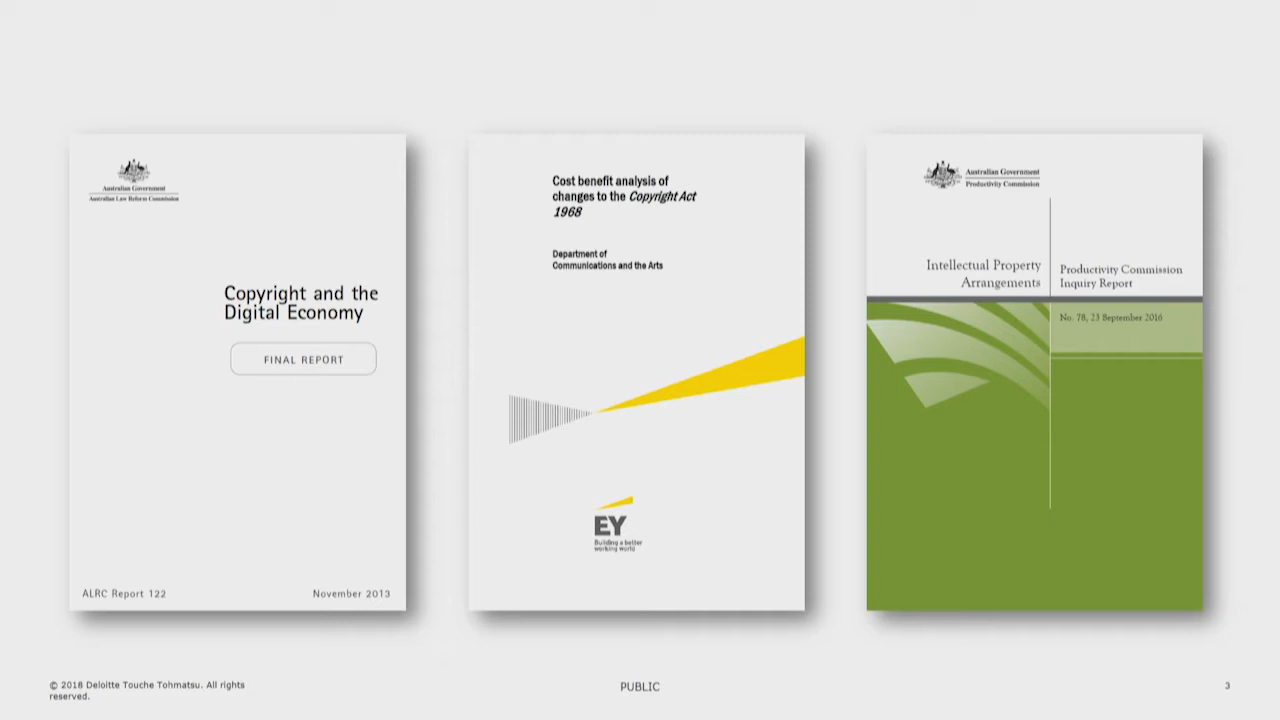 Australian Government
Australian Law Reform Commission
Copyright and the
Digital Economy
FINAL REPORT
ALRC Report 122
November 2013
Cost benefit analysis of
changes to the Copyright Act
1968
Department of
Communications and the Arts
EY
Building a better
working world
Australian Government
Productivity Commission
Intellectual Property
Arrangements
Productivity Commission
Inquiry Report
No. 78, 23 September 2016
© 2018 Deloitte Touche Tohmatsu. All rights
reserved.
PUBLIC
3